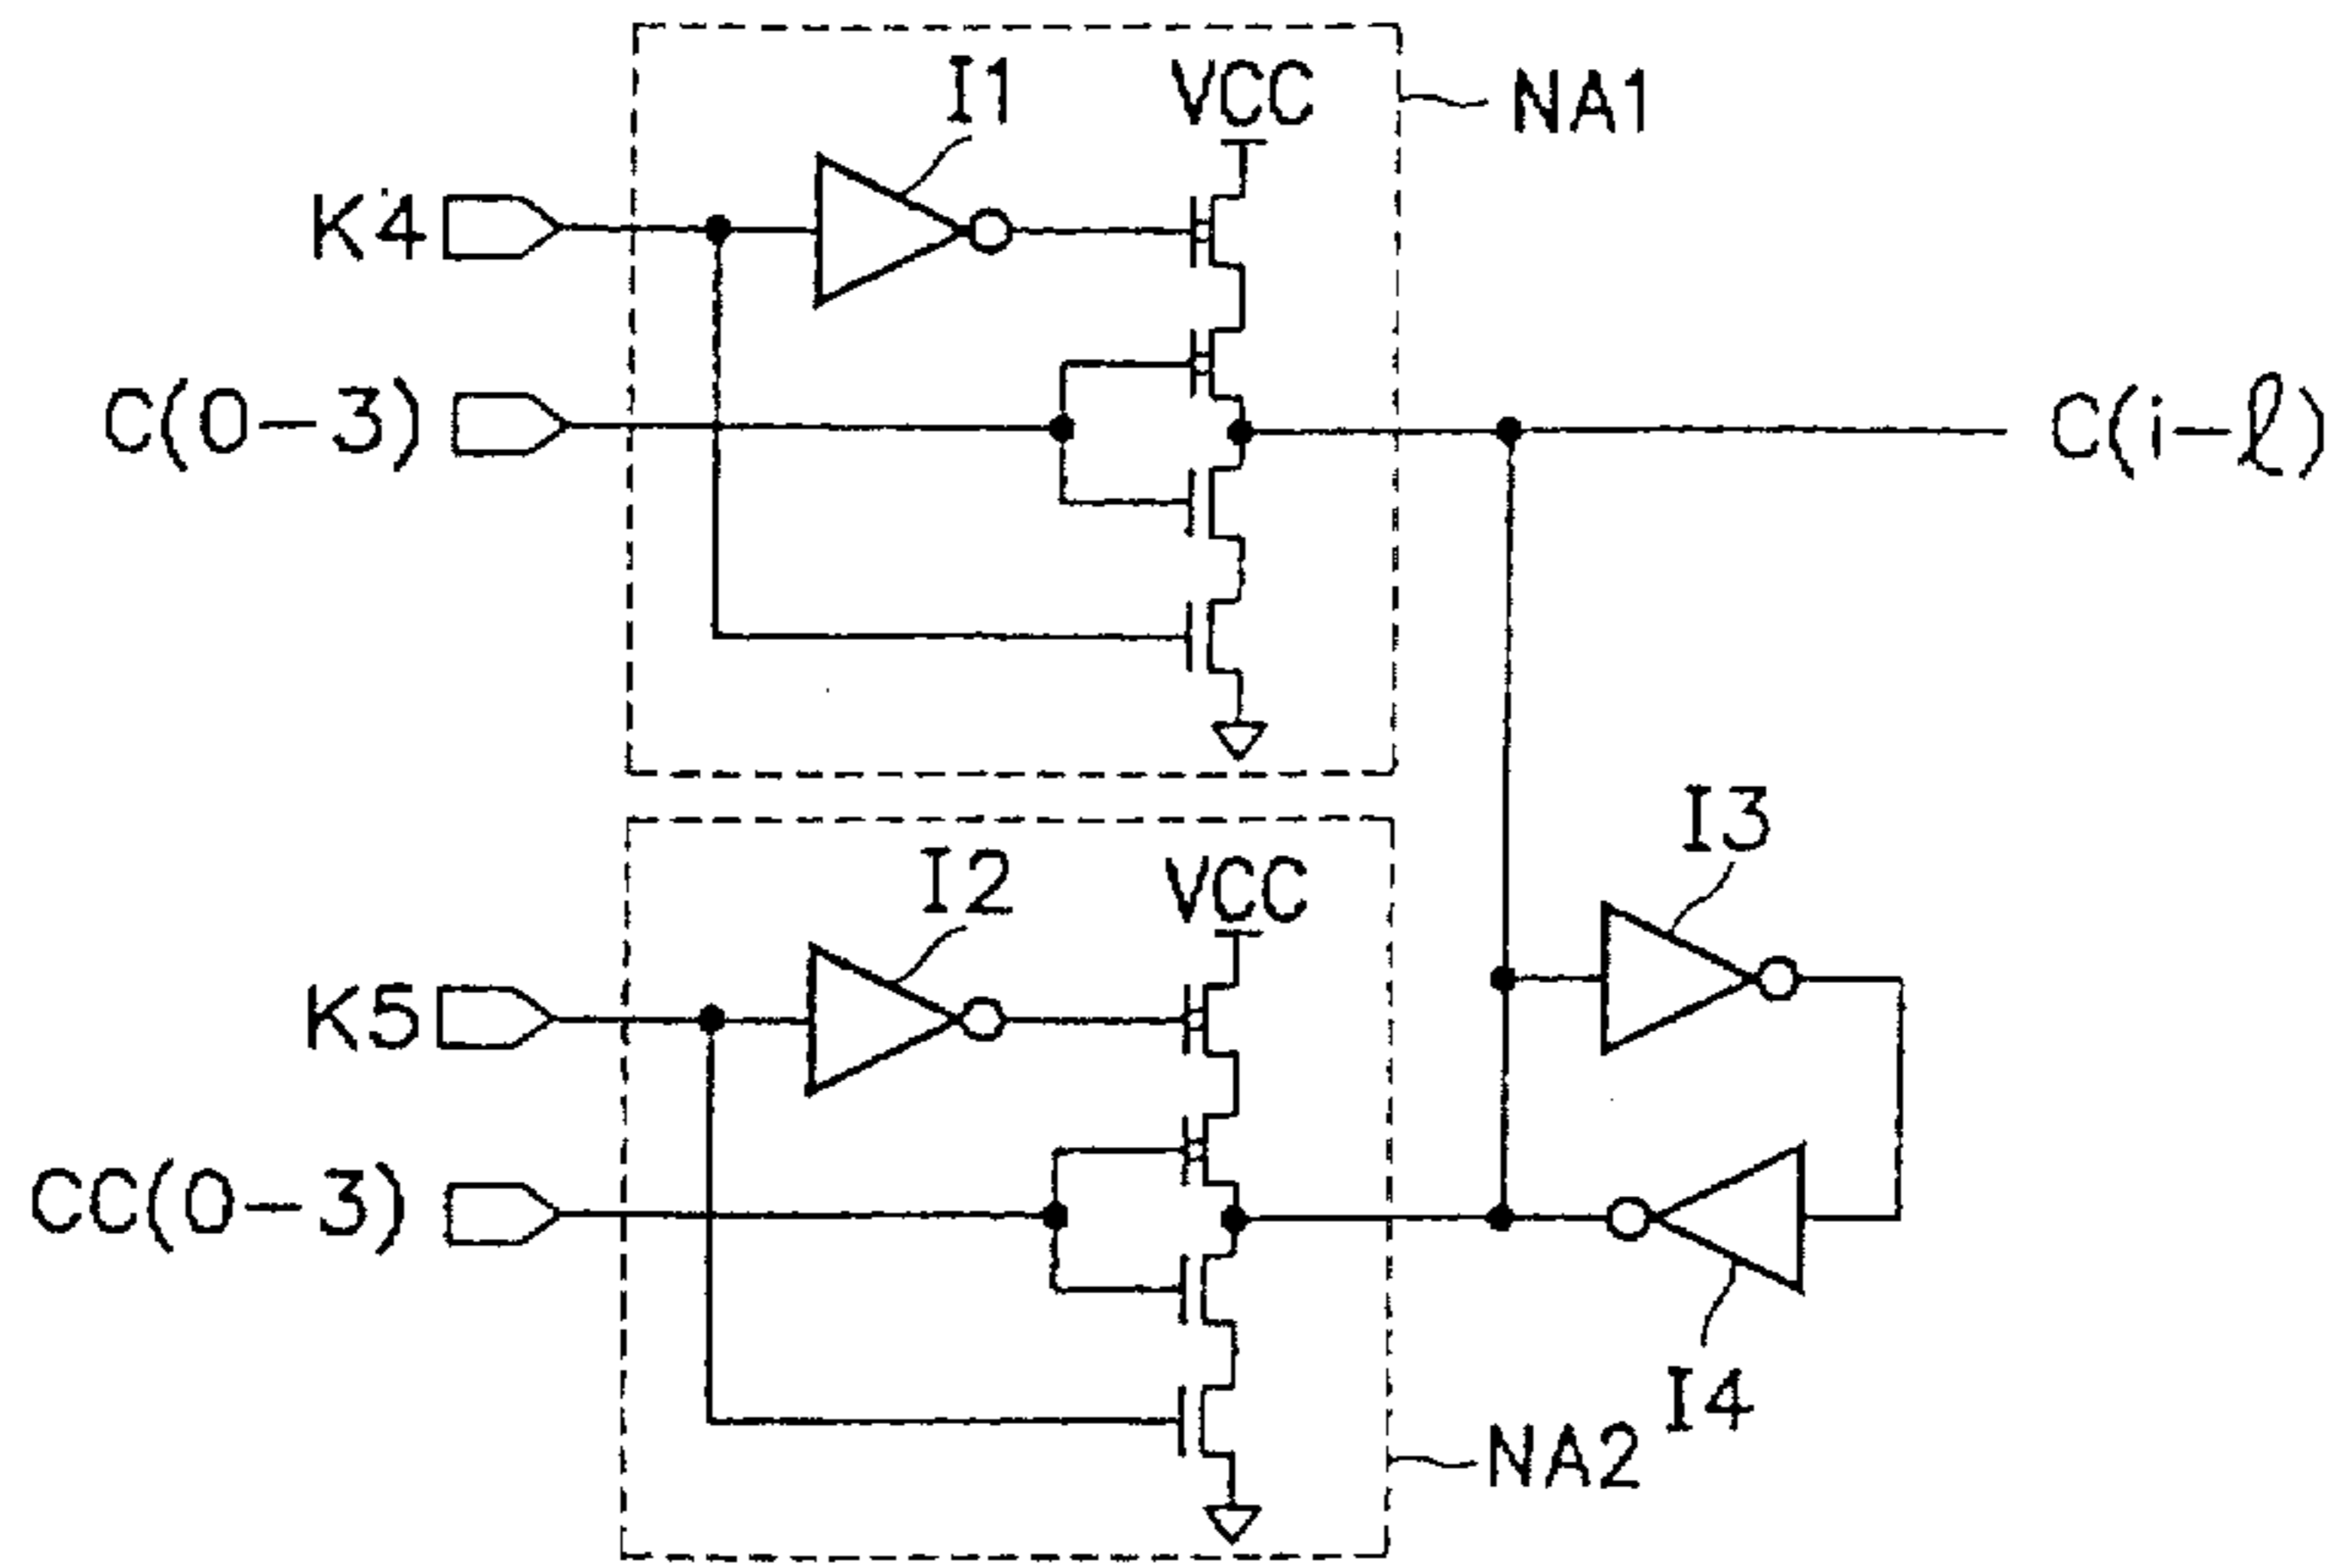 I1
VCC
NA1
K4
C(0-3)
C(i-ℓ)
I3
I2
VCC
K5
CC(0-3)
I4
NA2